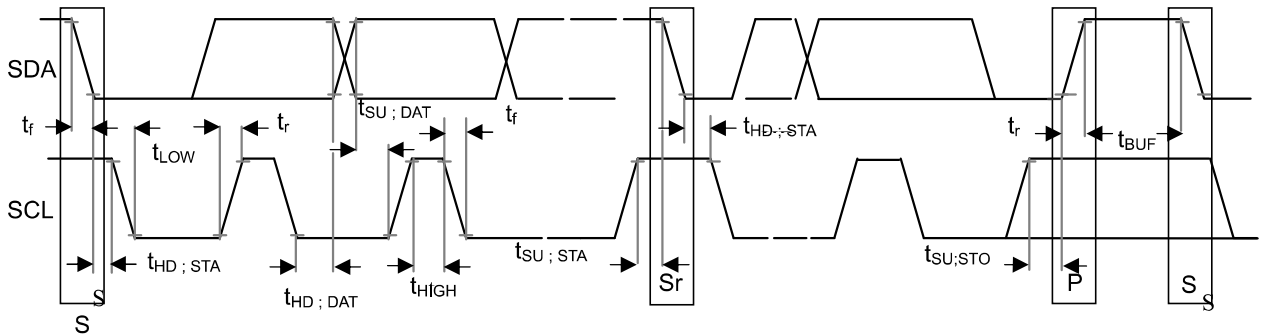 SDA
t_SU ; DAT
t_f
t_f
t_r
t_HD ; STA
t_r
t_LOW
t_BUF
SCL
t_SU ; STA
t_SU;STO
t_HD ; STA
t_HD ; DAT
t_HIGH
Sr
P
S
S
S
S